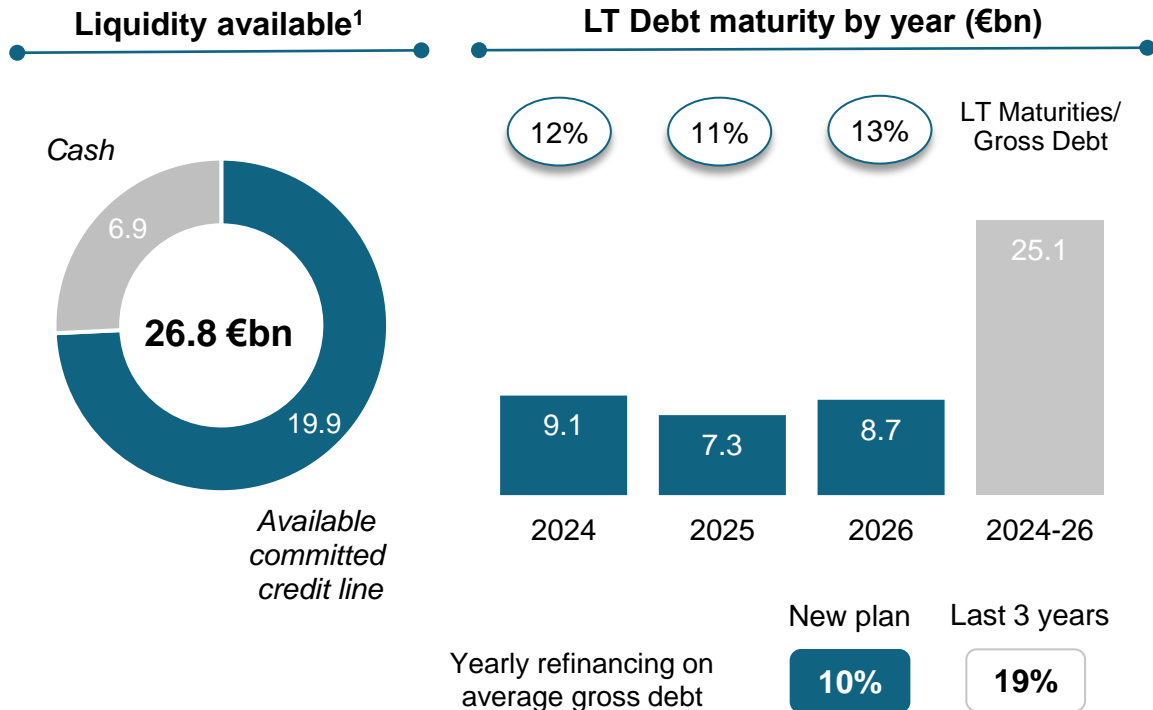 Liquidity available¹
Cash
6.9
26.8 €bn
19.9
Available
committed
credit line
LT Debt maturity by year (€bn)
12%
11%
13%
LT Maturities/
Gross Debt
9.1
7.3
8.7
25.1
2024
2025
2026
2024-26
New plan
Last 3 years
Yearly refinancing on
average gross debt
10%
19%